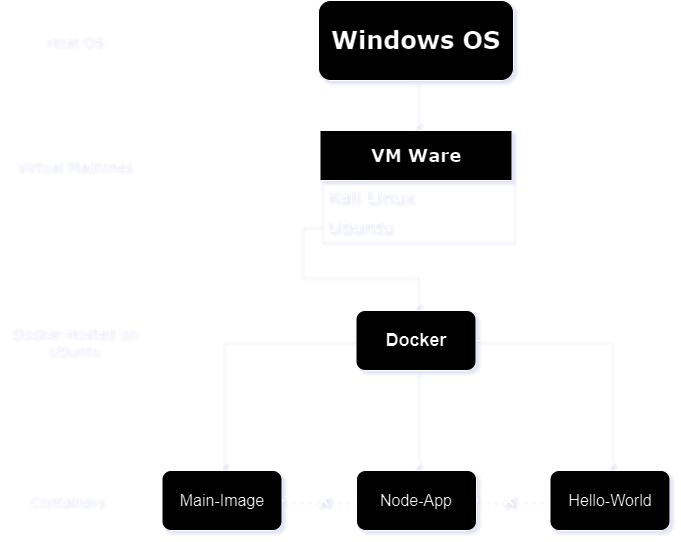 Windows OS
Host OS
VM Ware
Virtual Machines
Kali Linux
Ubuntu
Docker Hosted on
Ubuntu
Docker
Containers
Main-Image
Node-App
Hello-World